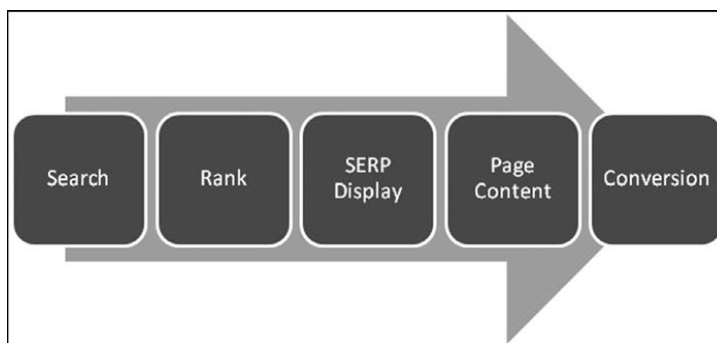 Search
Rank
SERP
Display
Page
Content
Conversion